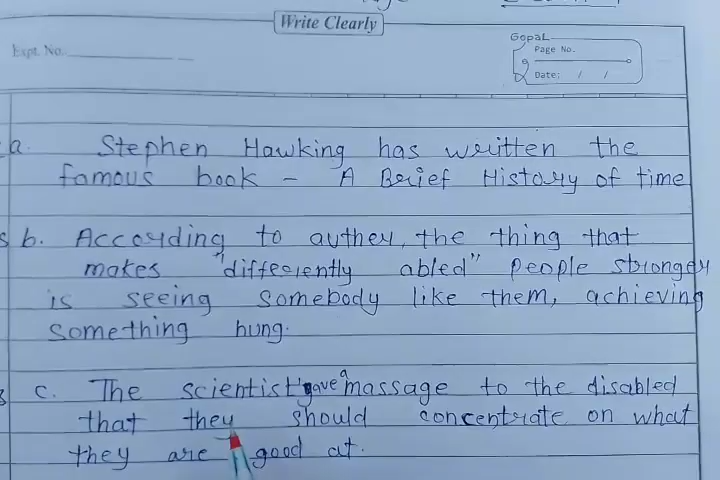 Write Clearly
Expt. No.
Gopal
Page No.
Date: / /
a. Stephen Hawking has written the
famous book - A Brief History of time
b. According to auther, the thing that
makes "differently abled" people stronger
is seeing somebody like them, achieving
something hung.
c. The scientist gave a massage to the disabled
that they should concentrate on what
they are good at.